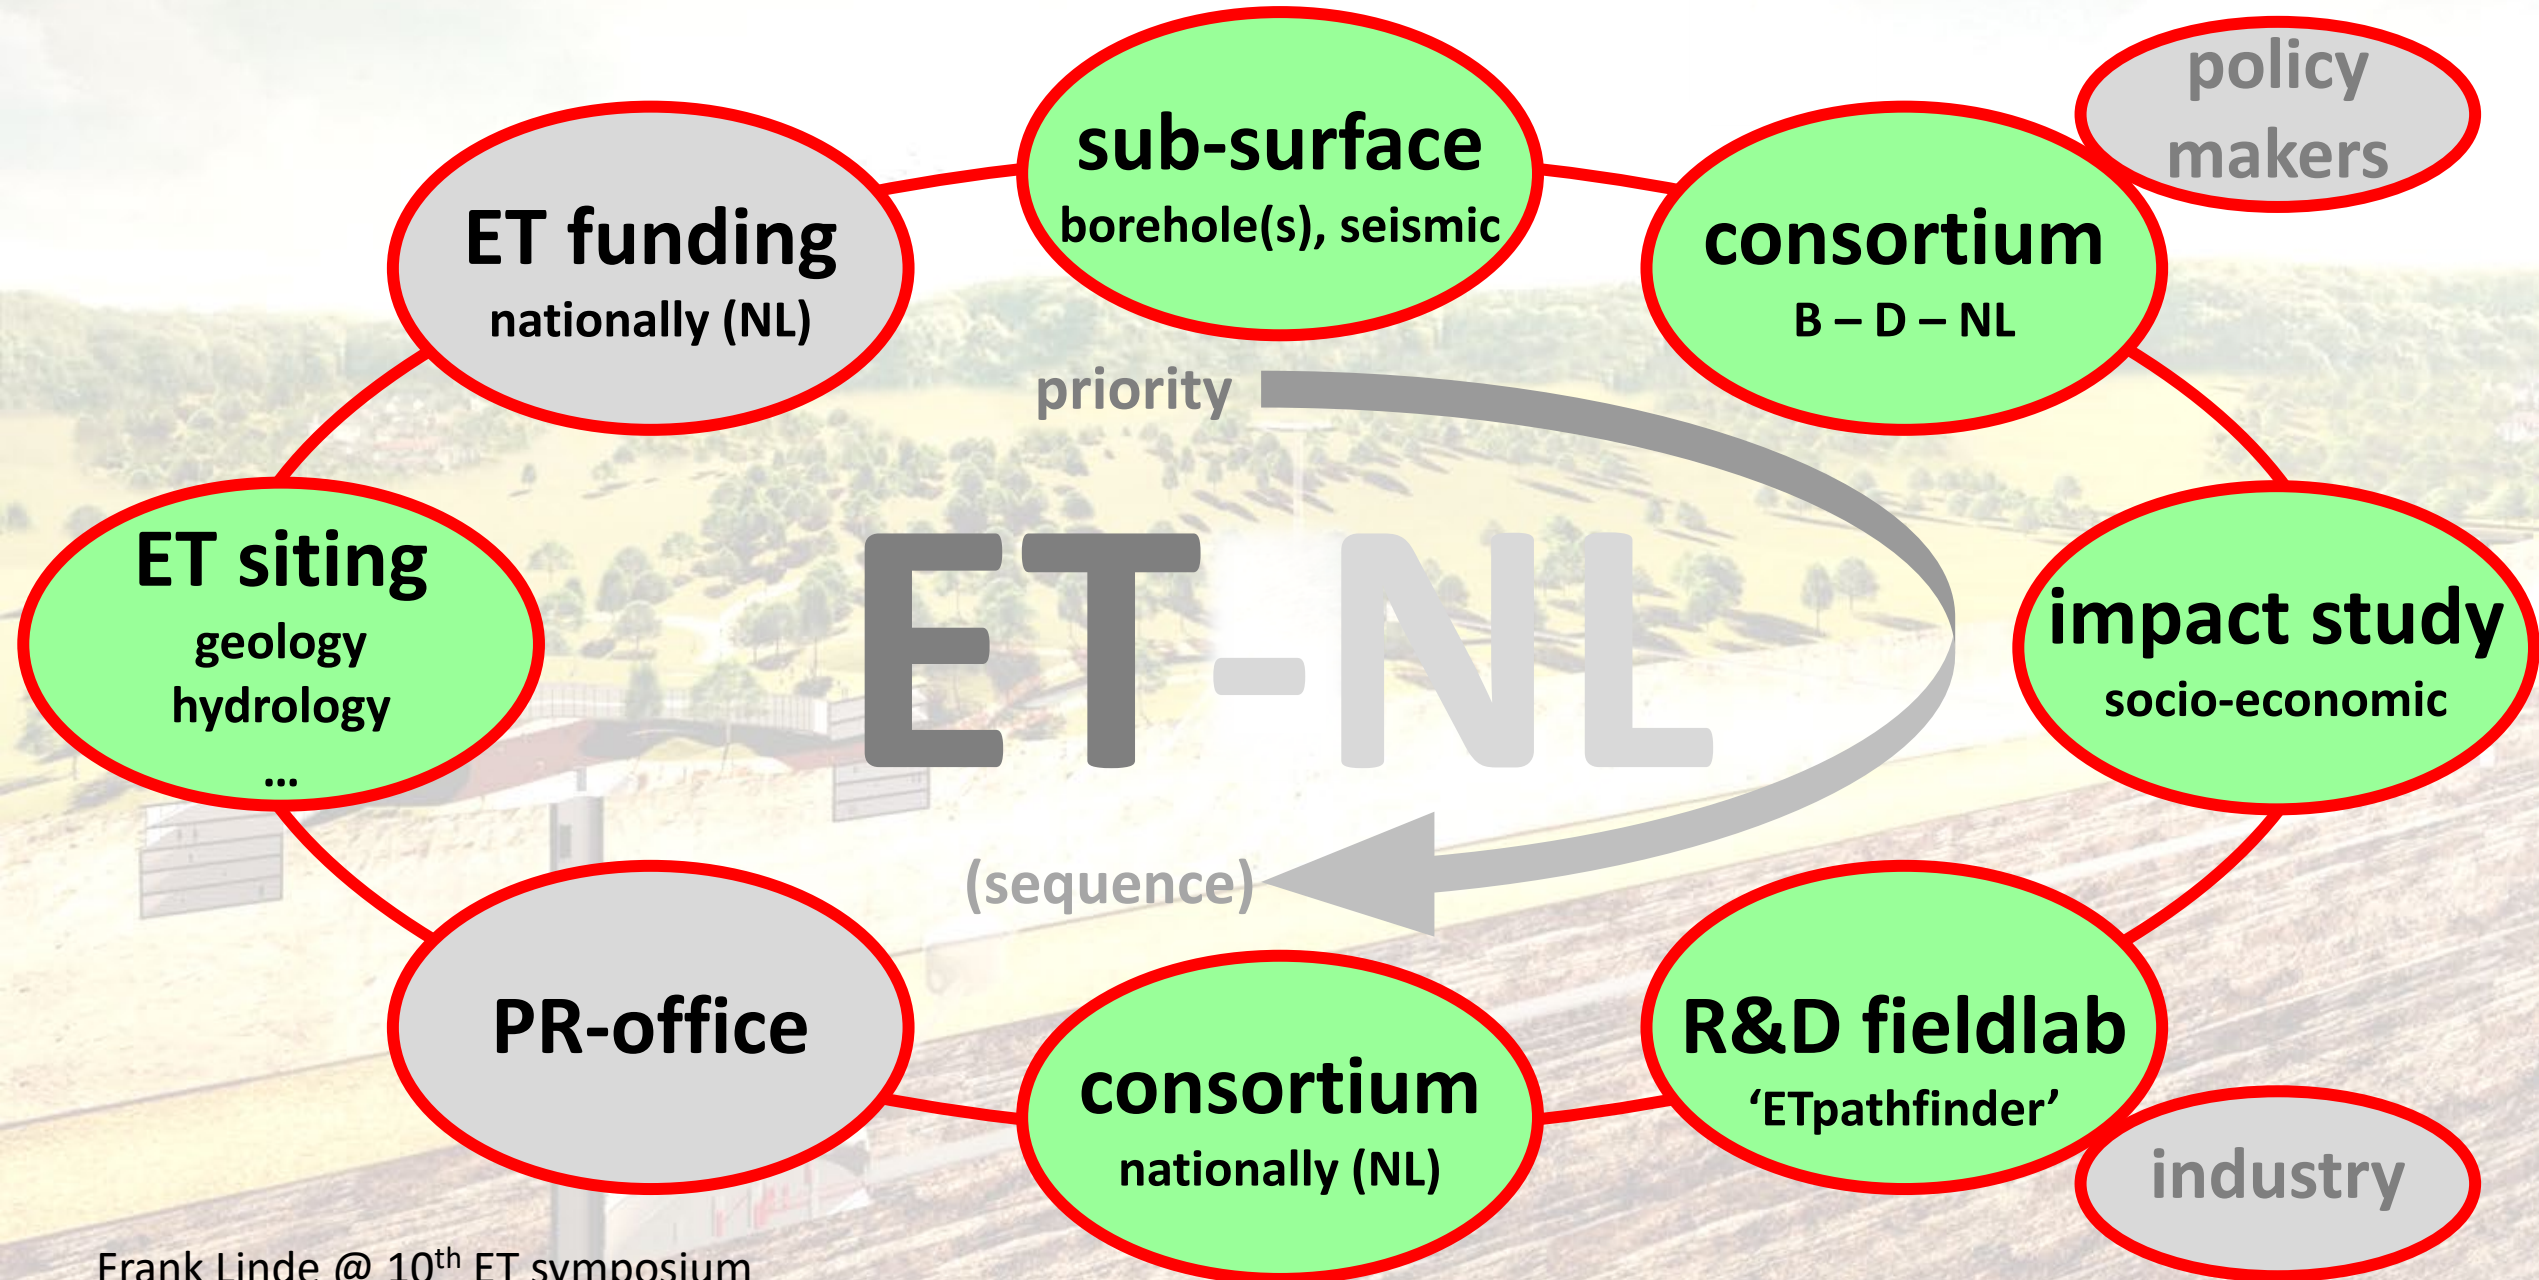 policy
makers
sub-surface
borehole(s), seismic
ET funding
nationally (NL)
consortium
B – D – NL
priority
ET siting
geology
hydrology
...
ET-NL
impact study
socio-economic
(sequence)
PR-office
consortium
nationally (NL)
R&D fieldlab
‘ETpathfinder’
industry
Frank Linde @ 10th ET symposium